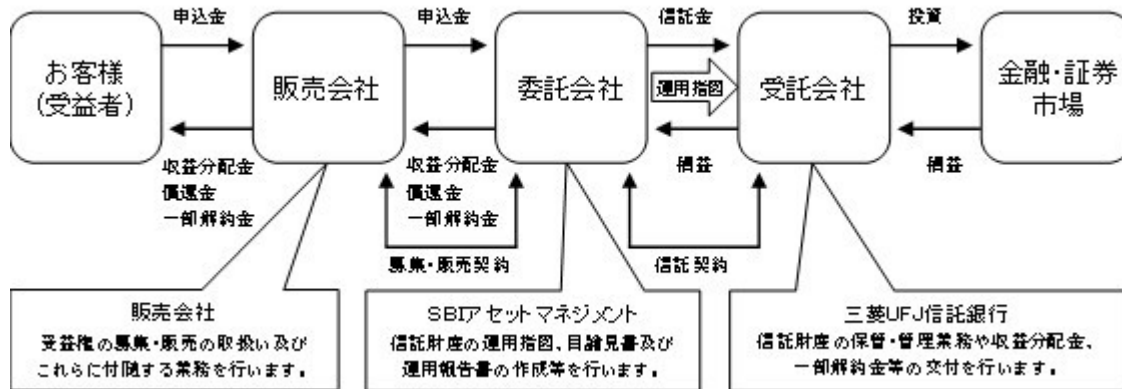 申込金
申込金
信託金
投資
お客様
(受益者)
販売会社
委託会社
運用指図
受託会社
金融・証券
市場
収益分配金
償還金
一部解約金
収益分配金
償還金
一部解約金
損益
損益
募集・販売契約
信託契約
販売会社
受益権の募集・販売の取扱い及び
これらに付随する業務を行います。
SBIアセットマネジメント
信託財産の運用指図、目論見書及び
運用報告書の作成等を行います。
三菱UFJ信託銀行
信託財産の保管・管理業務や収益分配金、
一部解約金等の交付を行います。